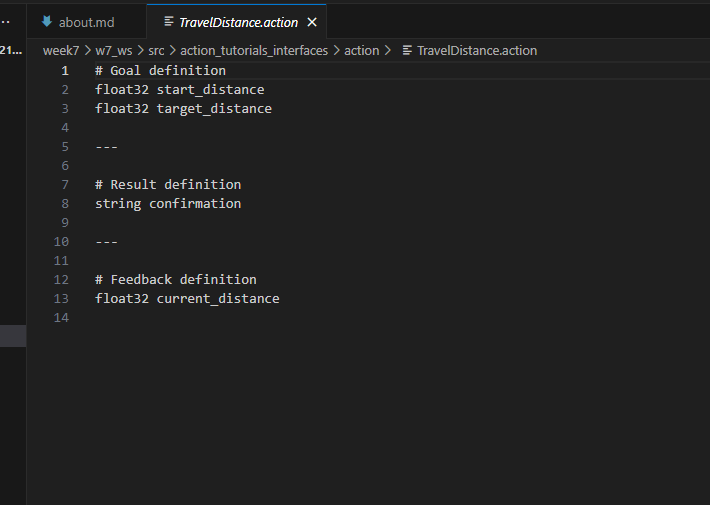 about.md
TravelDistance.action
21...
week7 > w7_ws > src > action_tutorials_interfaces > action > TravelDistance.action
1 # Goal definition
2 float32 start_distance
3 float32 target_distance
4
5 ---
6
7 # Result definition
8 string confirmation
9
10 ---
11
12 # Feedback definition
13 float32 current_distance
14